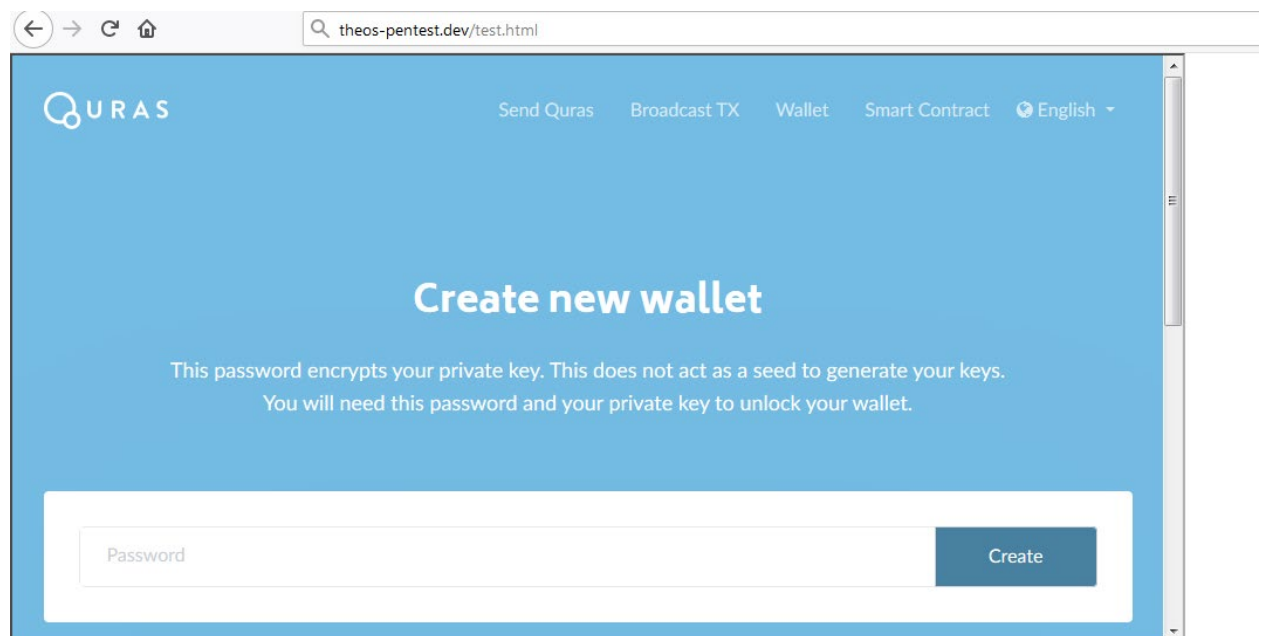 theos-pentest.dev/test.html
QURAS
Send Quras Broadcast TX Wallet Smart Contract English
Create new wallet
This password encrypts your private key. This does not act as a seed to generate your keys.
You will need this password and your private key to unlock your wallet.
Password Create